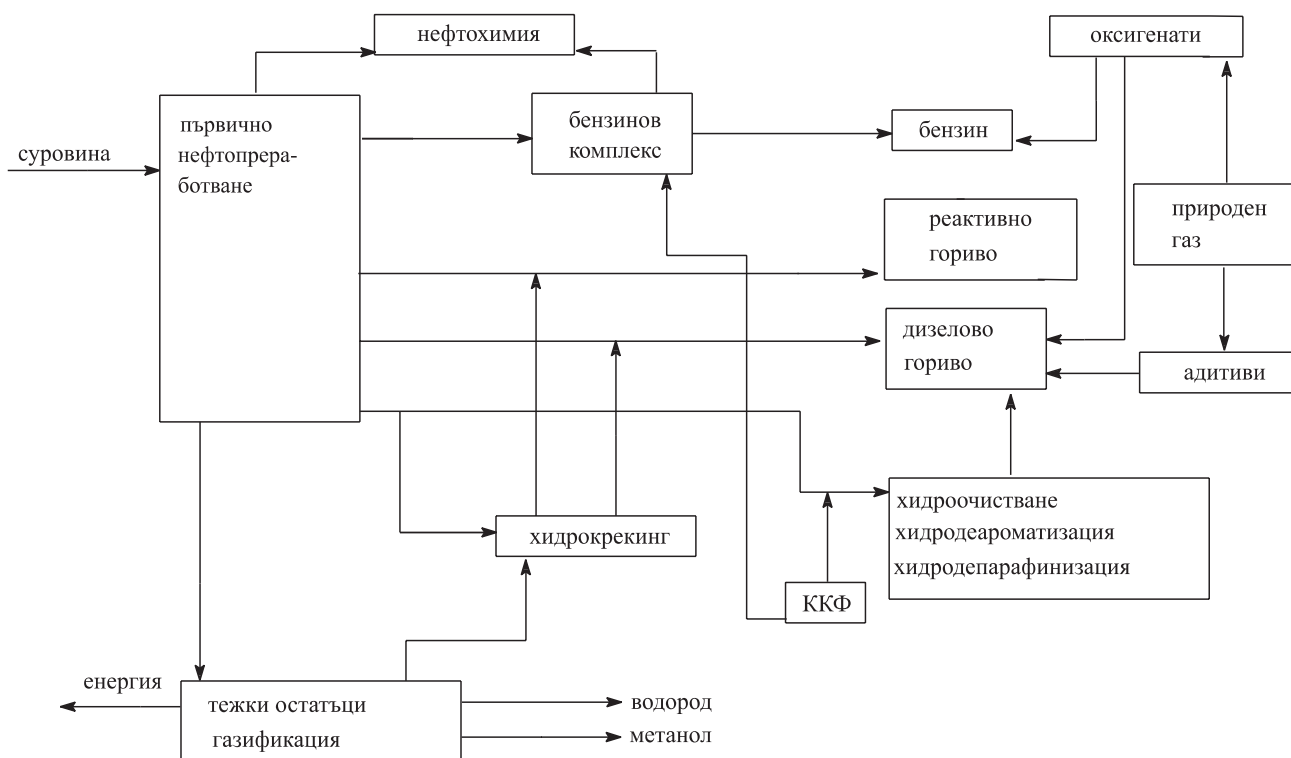 нефтохимия
оксигенати
първично
нефтопрера-
ботване
бензинов
комплекс
бензин
суровина
реактивно
гориво
природен
газ
дизелово
гориво
адитиви
хидроочистване
хидродеароматизация
хидродепарафинизация
хидрокрекинг
ККФ
енергия
тежки остатъци
газификация
водород
метанол